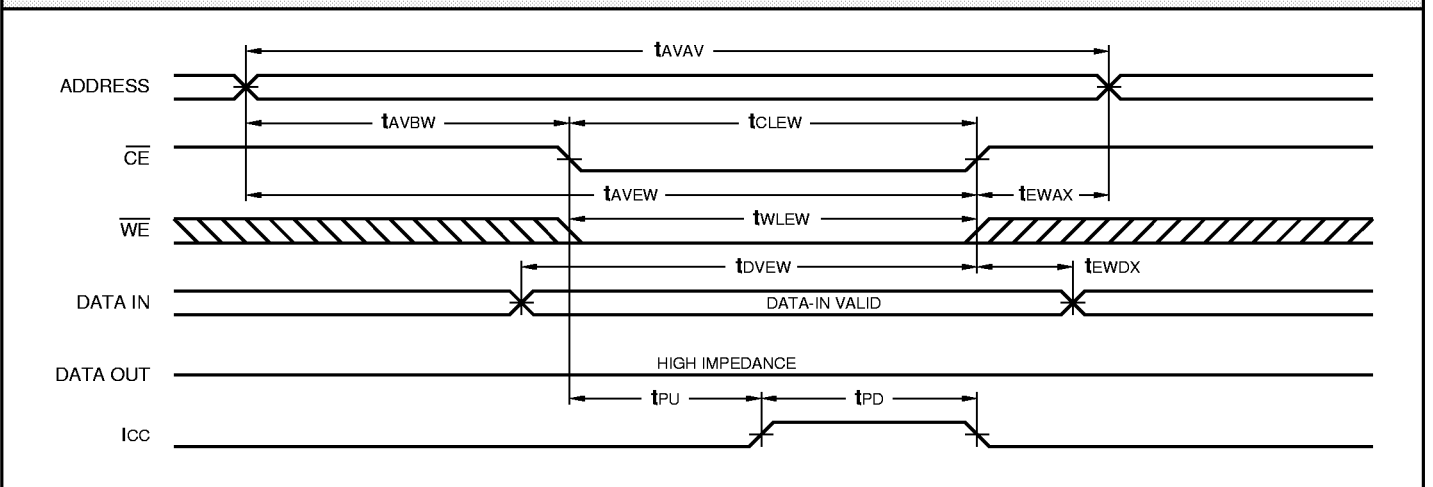 tAVAV
ADDRESS
tAVBW tCLEW
CE
tAVEW tEWAX
WE tWLEW
tDVEW tEWDX
DATA IN DATA-IN VALID
HIGH IMPEDANCE
DATA OUT
tPU tPD
ICC